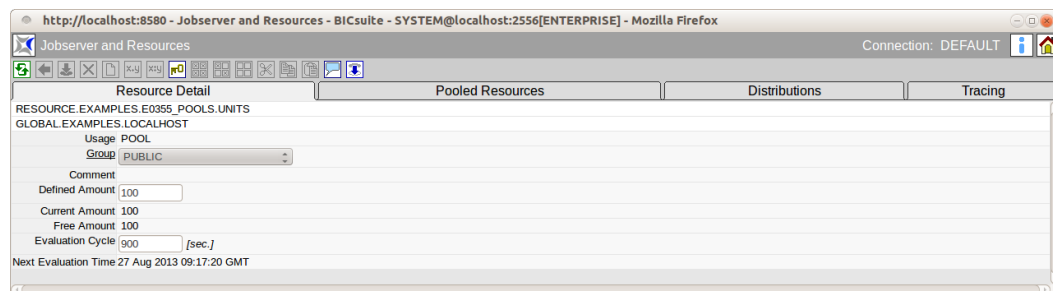 http://localhost:8580 - Jobserver and Resources - BICsuite - SYSTEM@localhost:2556[ENTERPRISE] - Mozilla Firefox
Jobserver and Resources Connection: DEFAULT
Resource Detail Pooled Resources Distributions Tracing
RESOURCE.EXAMPLES.E0355_POOLS.UNITS
GLOBAL.EXAMPLES.LOCALHOST
Usage POOL
Group PUBLIC
Comment
Defined Amount 100
Current Amount 100
Free Amount 100
Evaluation Cycle 900 [sec.]
Next Evaluation Time 27 Aug 2013 09:17:20 GMT